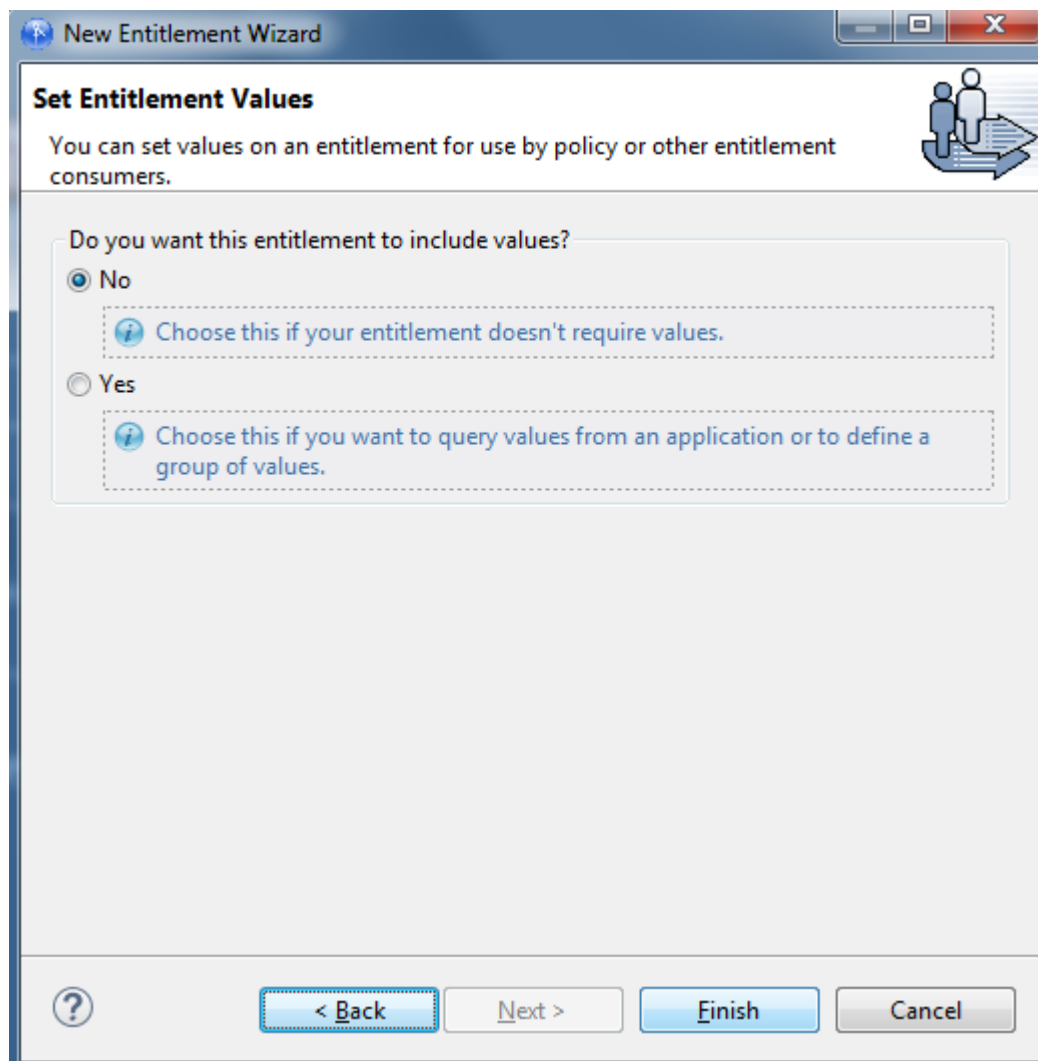 New Entitlement Wizard
Set Entitlement Values
You can set values on an entitlement for use by policy or other entitlement
consumers.
Do you want this entitlement to include values?
No
Choose this if your entitlement doesn't require values.
Yes
Choose this if you want to query values from an application or to define a
group of values.
? < Back Next > Finish Cancel